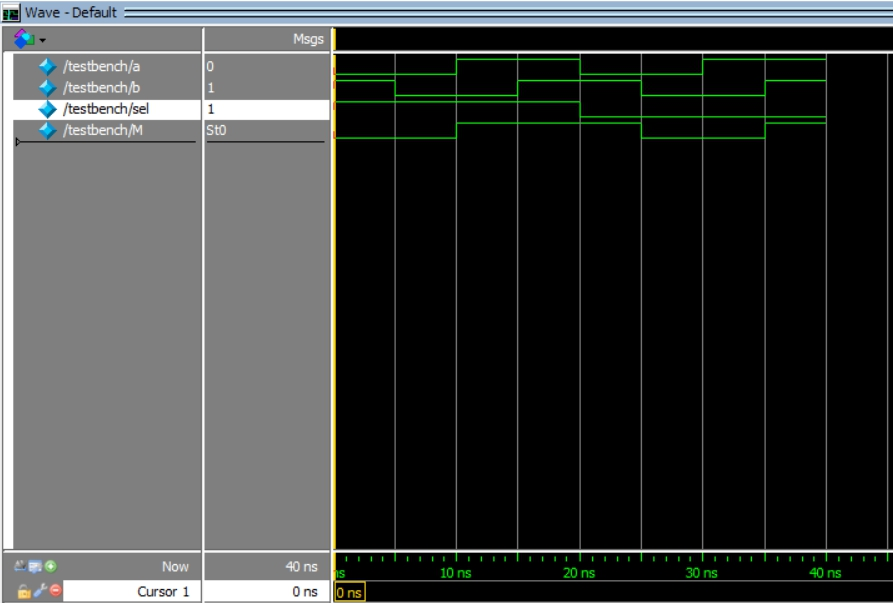 Wave - Default
Msgs
/testbench/a 0
/testbench/b 1
/testbench/sel 1
/testbench/M St0
Now 40 ns
ns 10 ns 20 ns 30 ns 40 ns
Cursor 1 0 ns 0 ns